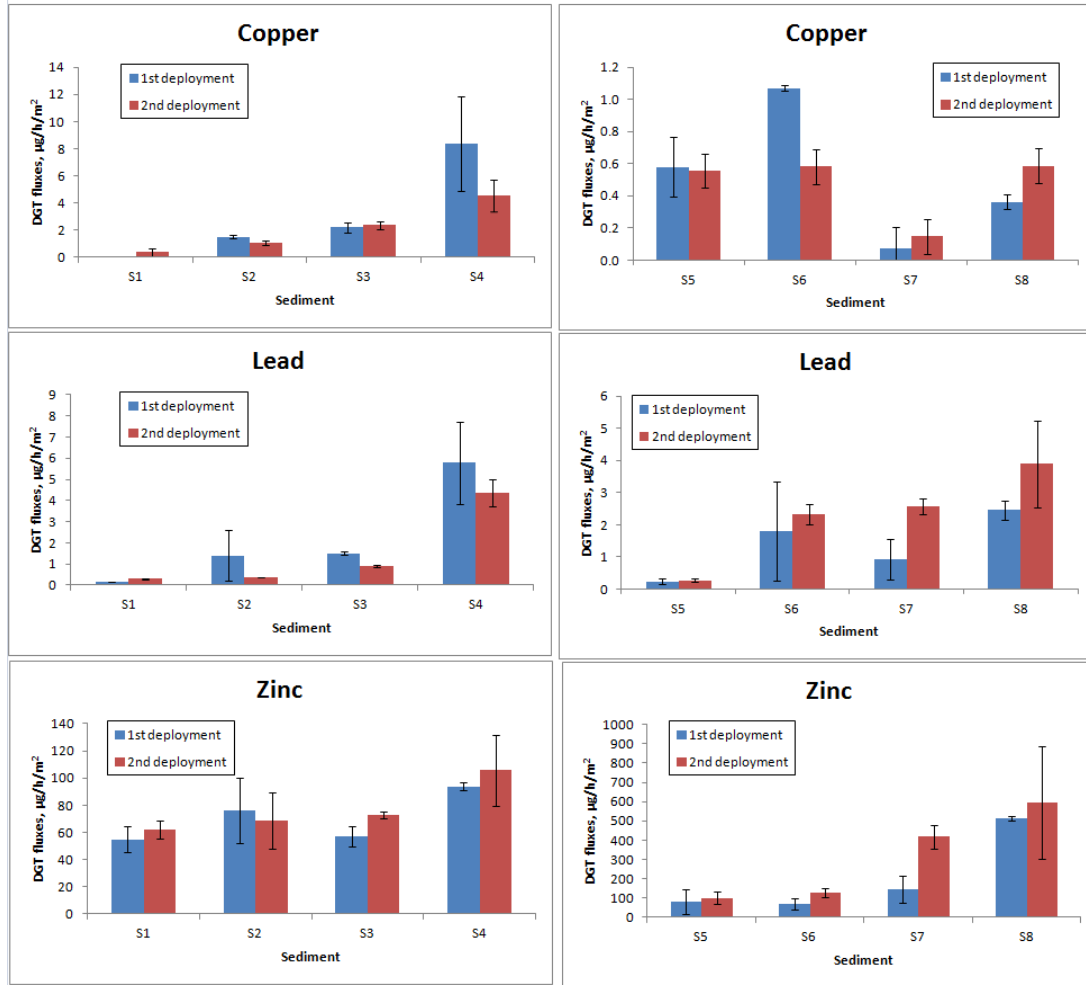 Copper
DGT fluxes, µg/h/m²
14
12
10
8
6
4
2
0
1st deployment
2nd deployment
S1 S2 S3 S4
Sediment
Copper
DGT fluxes, µg/h/m²
1.2
1.0
0.8
0.6
0.4
0.2
0.0
1st deployment
2nd deployment
S5 S6 S7 S8
Sediment
Lead
DGT fluxes, µg/h/m²
9
8
7
6
5
4
3
2
1
0
1st deployment
2nd deployment
S1 S2 S3 S4
Sediment
Lead
DGT fluxes, µg/h/m²
6
5
4
3
2
1
0
1st deployment
2nd deployment
S5 S6 S7 S8
Sediment
Zinc
DGT fluxes, µg/h/m²
140
120
100
80
60
40
20
0
1st deployment
2nd deployment
S1 S2 S3 S4
Sediment
Zinc
DGT fluxes, µg/h/m²
1000
900
800
700
600
500
400
300
200
100
0
1st deployment
2nd deployment
S5 S6 S7 S8
Sediment